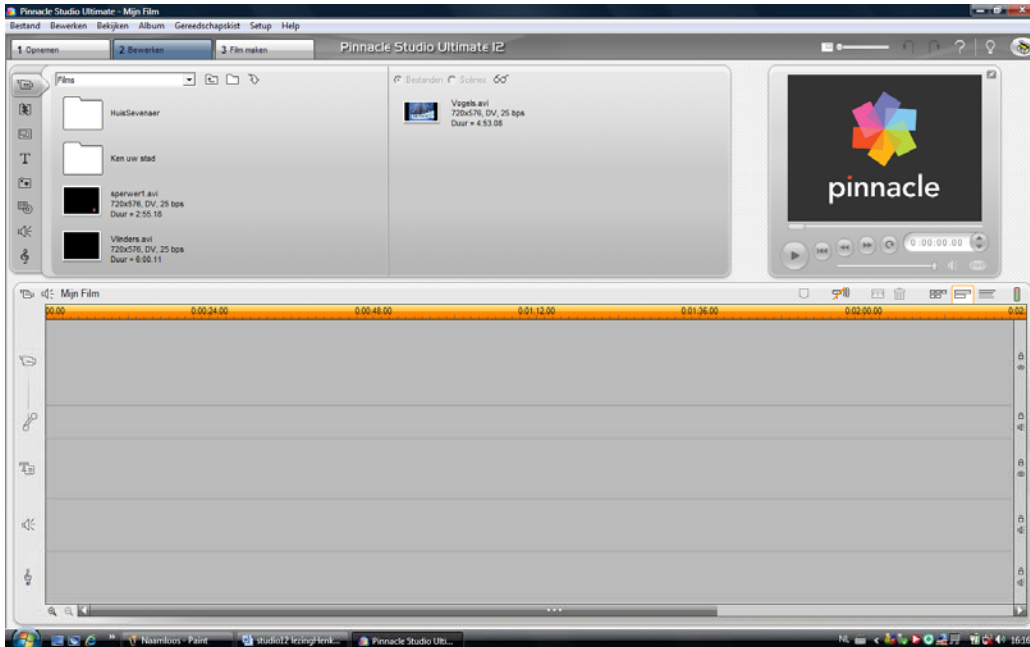 Pinnacle Studio Ultimate - Mijn Film
Bestand Bewerken Bekijken Album Gereedschapskist Setup Help
1 Opnemen 2 Bewerken 3 Film maken Pinnacle Studio Ultimate 12
Films
HuisSevenaer
Ken uw stad
sperwer1.avi
720x576, DV, 25 bps
Duur = 2:55.18
Vlinders.avi
720x576, DV, 25 bps
Duur = 6:00.11
Bestanden Scènes
Vogels.avi
720x576, DV, 25 bps
Duur = 4:53.08
pinnacle
0:00:00.00
Mijn Film
00.00 0:00:24.00 0:00:48.00 0:01:12.00 0:01:36.00 0:02:00.00 0:02:
Naamloos - Paint studio12 lezingHenk... Pinnacle Studio Ulti... NL 16:16